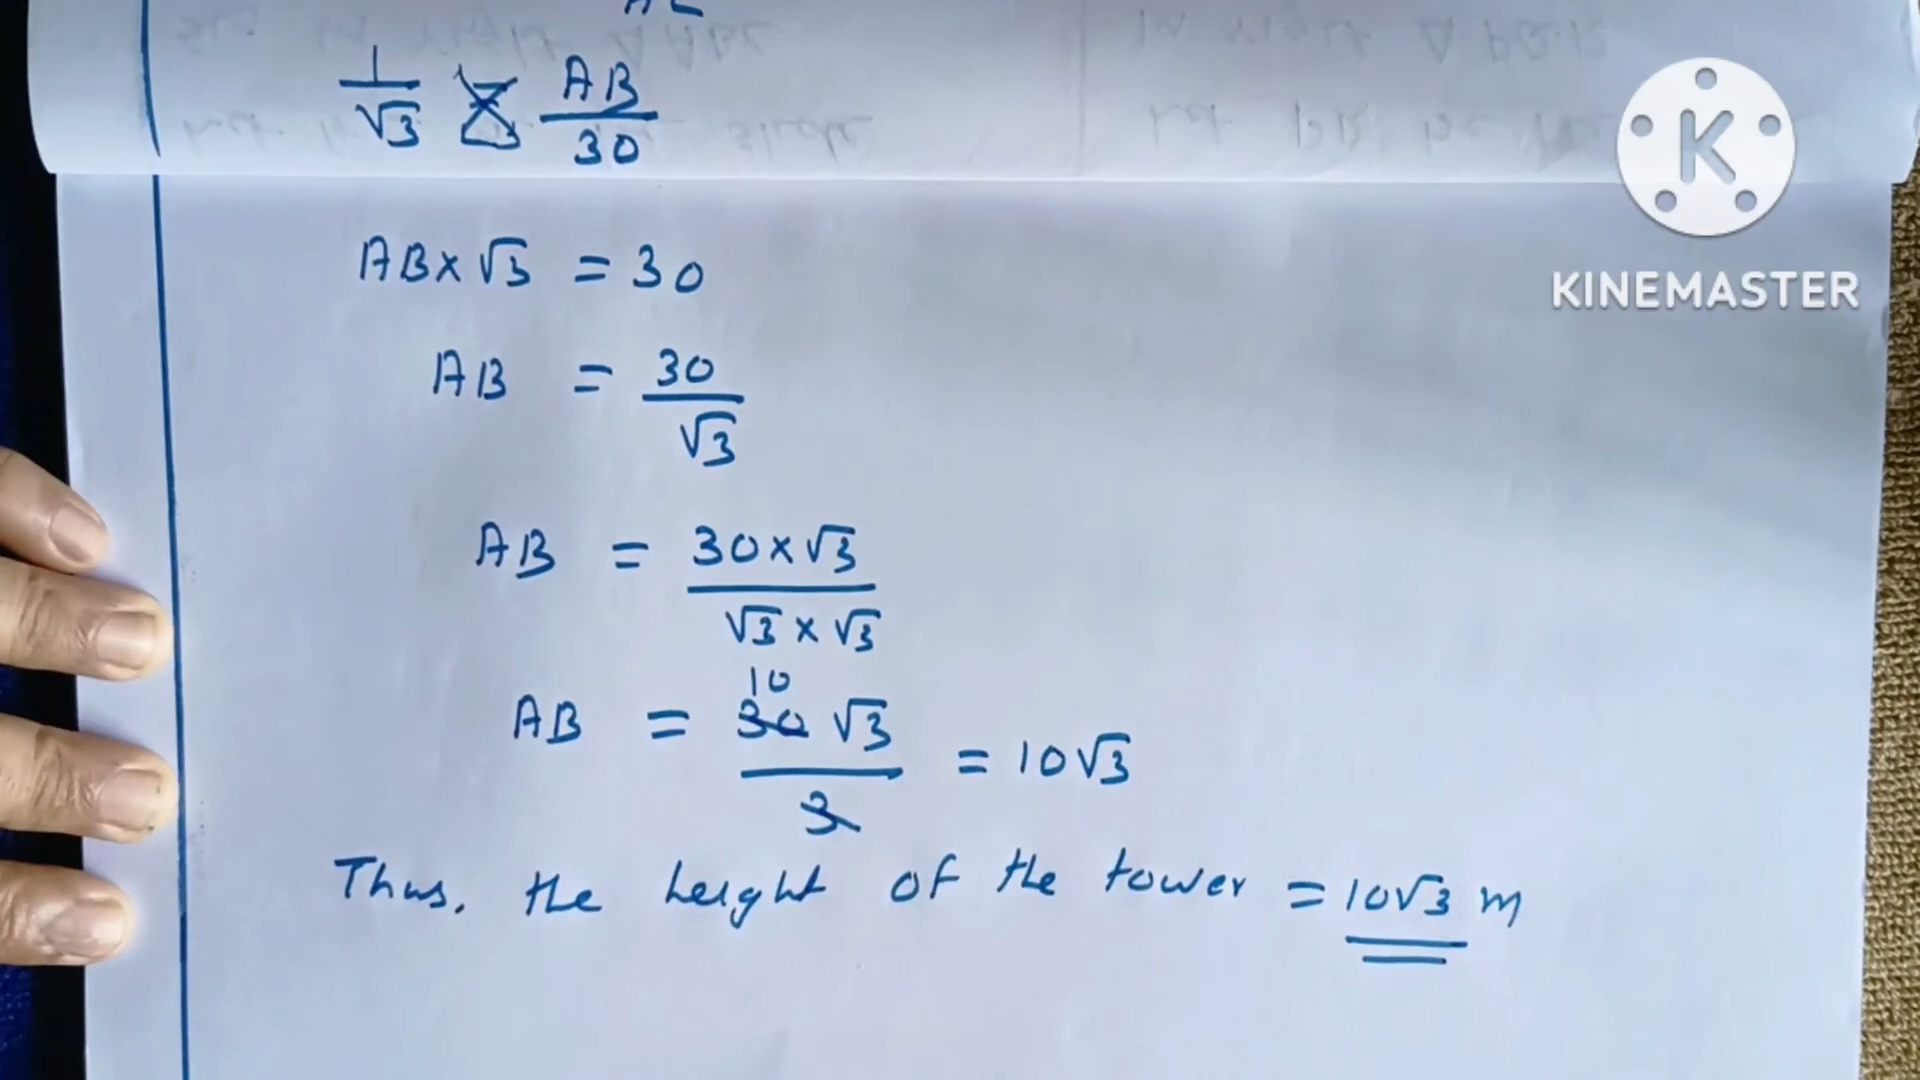 1/√3 = AB/30
K
KINEMASTER
AB×√3 = 30
AB = 30/√3
AB = 30×√3/√3×√3
10
AB = 30√3/3 = 10√3
Thus, the height of the tower = 10√3 m